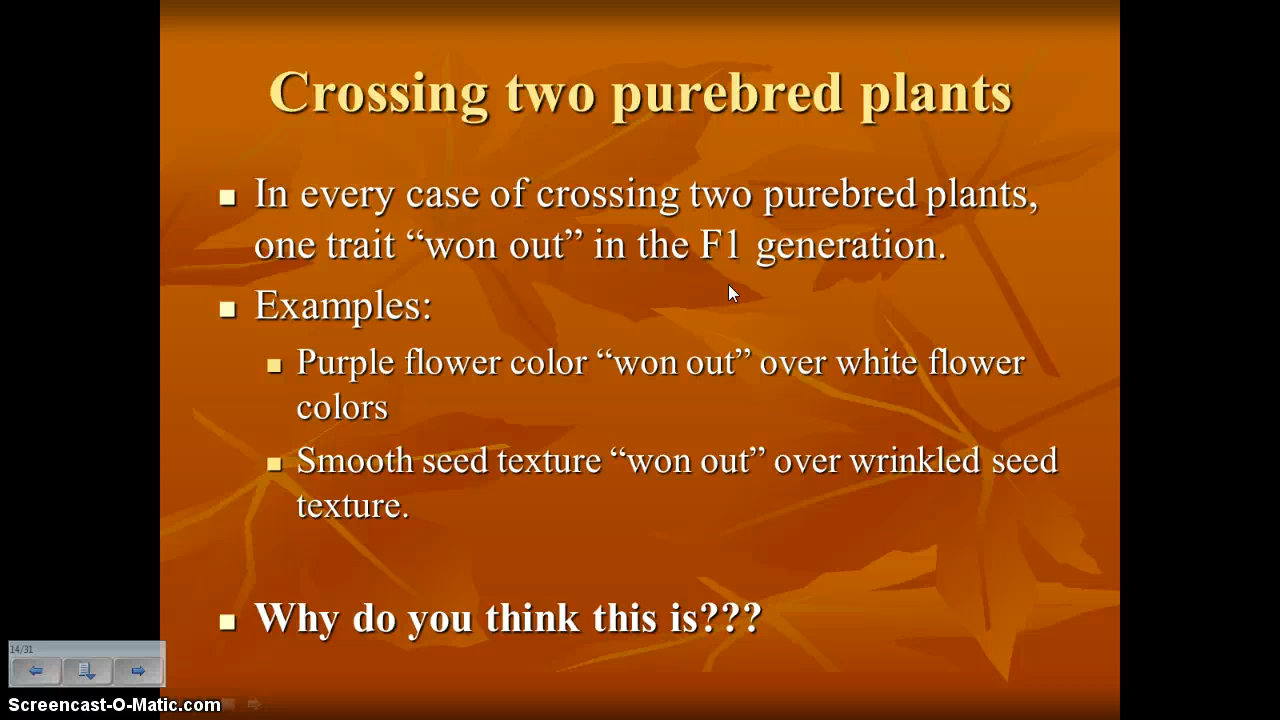 Crossing two purebred plants
In every case of crossing two purebred plants,
one trait “won out” in the F1 generation.
Examples:
Purple flower color “won out” over white flower
colors
Smooth seed texture “won out” over wrinkled seed
texture.
Why do you think this is???
14/31
Screencast-O-Matic.com